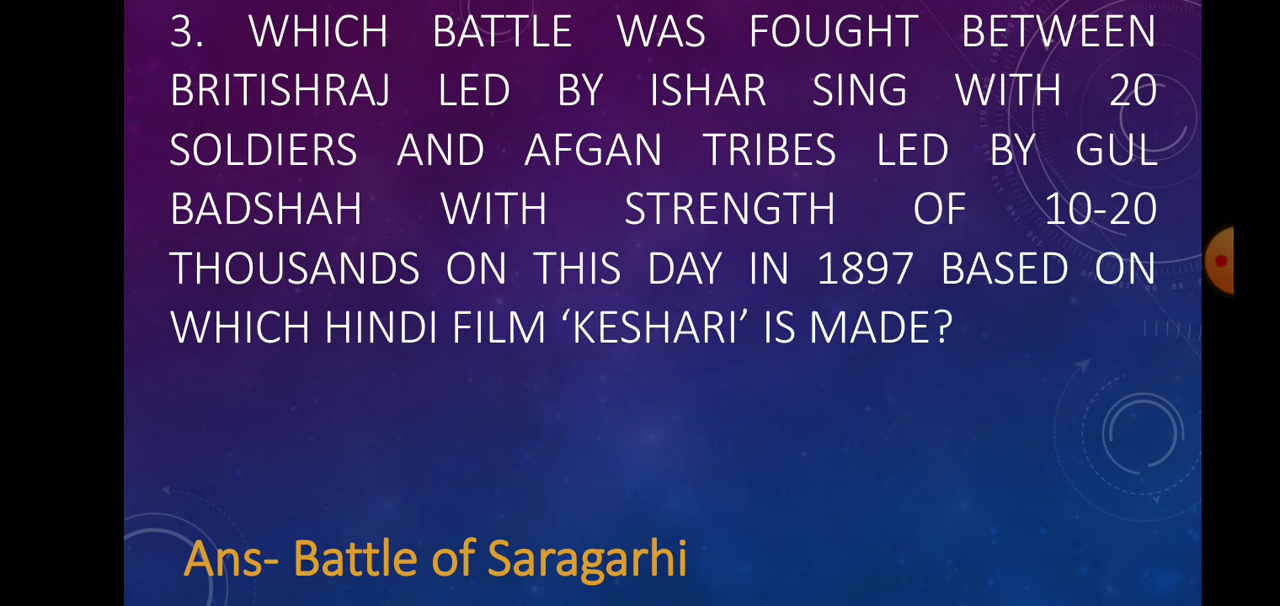 3. WHICH BATTLE WAS FOUGHT BETWEEN
BRITISHRAJ LED BY ISHAR SING WITH 20
SOLDIERS AND AFGAN TRIBES LED BY GUL
BADSHAH WITH STRENGTH OF 10-20
THOUSANDS ON THIS DAY IN 1897 BASED ON
WHICH HINDI FILM ‘KESHARI’ IS MADE?
Ans- Battle of Saragarhi